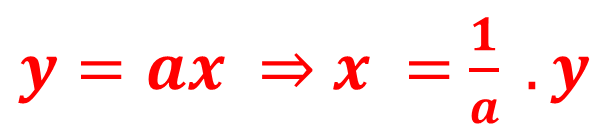 y = ax ⇒ x = 1/a . y